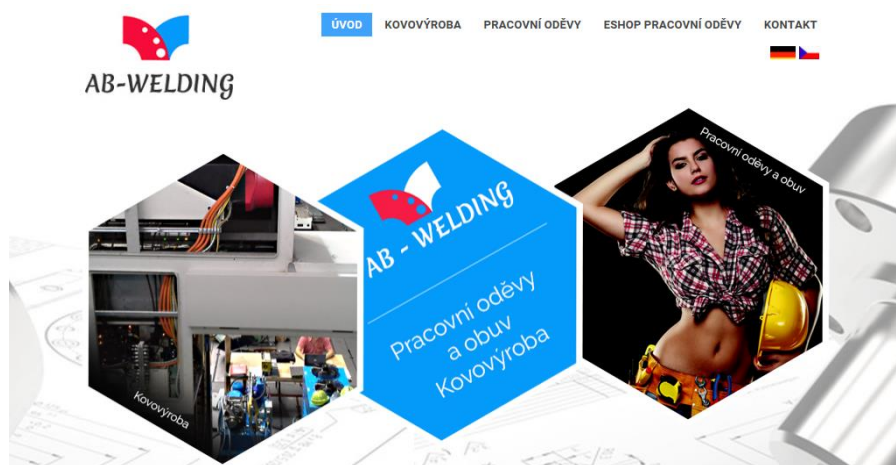 ÚVOD
KOVOVÝROBA
PRACOVNÍ ODĚVY
ESHOP PRACOVNÍ ODĚVY
KONTAKT
AB-WELDING
Kovovýroba
AB - WELDING
Pracovní oděvy
a obuv
Kovovýroba
Pracovní oděvy a obuv